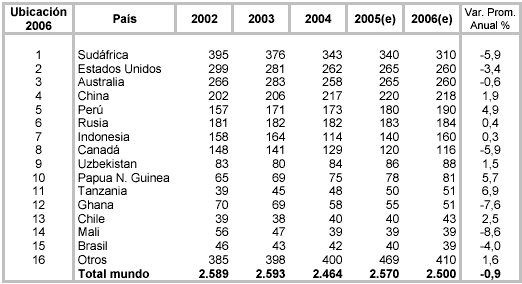 Ubicación 2006 País 2002 2003 2004 2005(e) 2006(e) Var. Prom. Anual %
1 Sudáfrica 395 376 343 340 310 -5,9
2 Estados Unidos 299 281 262 265 260 -3,4
3 Australia 266 283 258 265 260 -0,6
4 China 202 206 217 220 218 1,9
5 Perú 157 171 173 180 190 4,9
6 Rusia 181 182 182 183 184 0,4
7 Indonesia 158 164 114 140 160 0,3
8 Canadá 148 141 129 120 116 -5,9
9 Uzbekistan 83 80 84 86 88 1,5
10 Papua N. Guinea 65 69 75 78 81 5,7
11 Tanzania 39 45 48 50 51 6,9
12 Ghana 70 69 58 55 51 -7,6
13 Chile 39 38 40 40 43 2,5
14 Mali 56 47 39 39 39 -8,6
15 Brasil 46 43 42 40 39 -4,0
16 Otros 385 398 400 469 410 1,6
Total mundo 2.589 2.593 2.464 2.570 2.500 -0,9